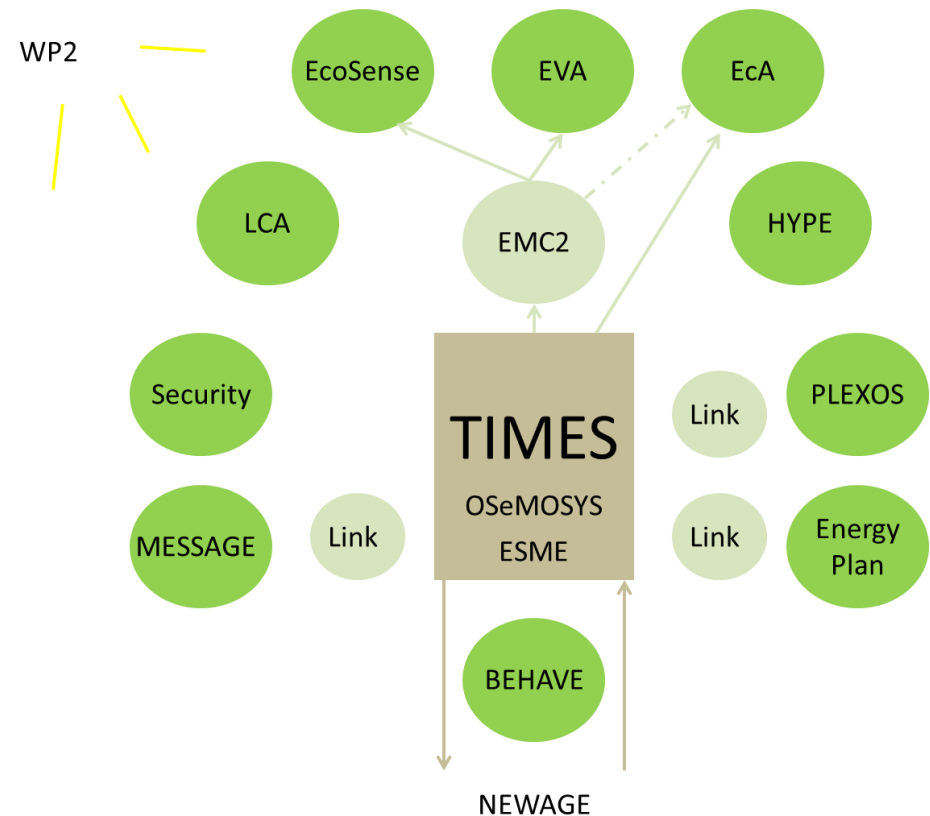 WP2
EcoSense
EVA
EcA
LCA
EMC2
HYPE
Security
TIMES
OSeMOSYS
ESME
Link
PLEXOS
MESSAGE
Link
Link
Energy
Plan
BEHAVE
NEWAGE